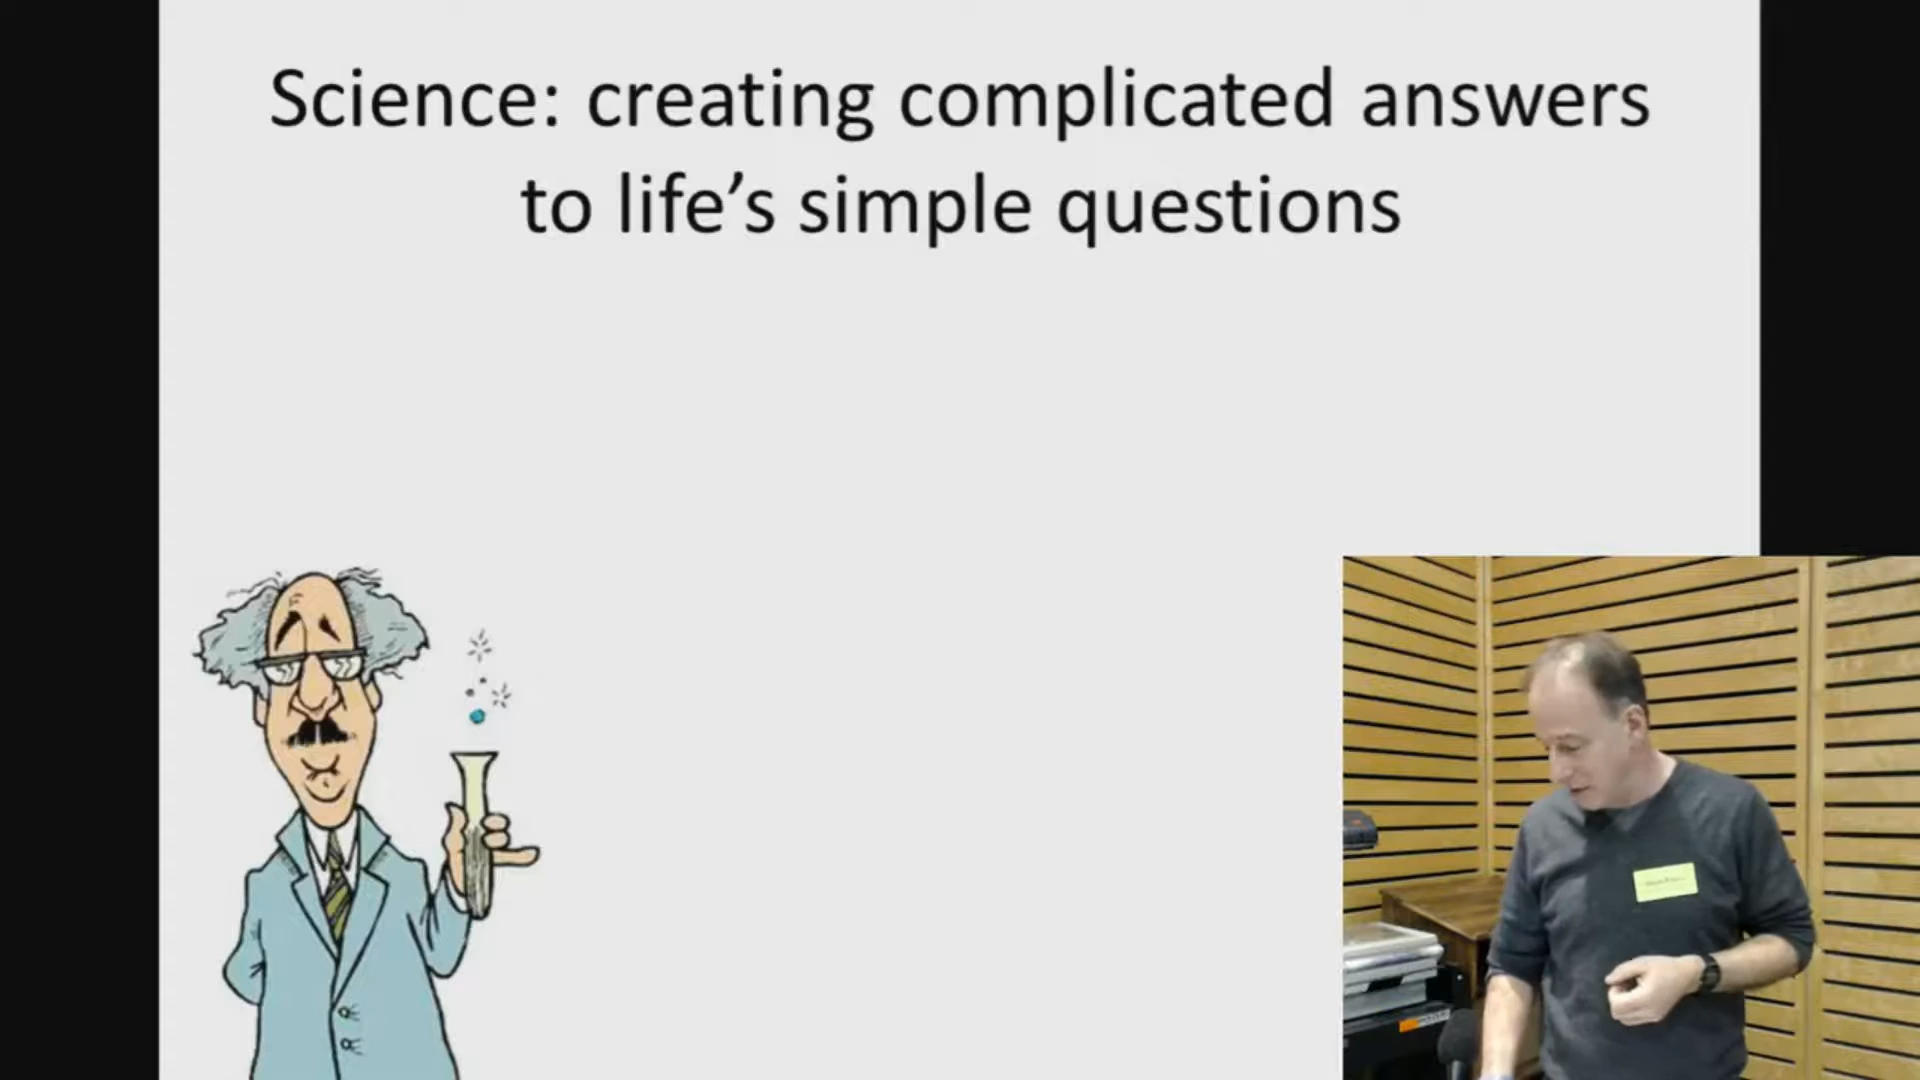 Science: creating complicated answers
to life’s simple questions